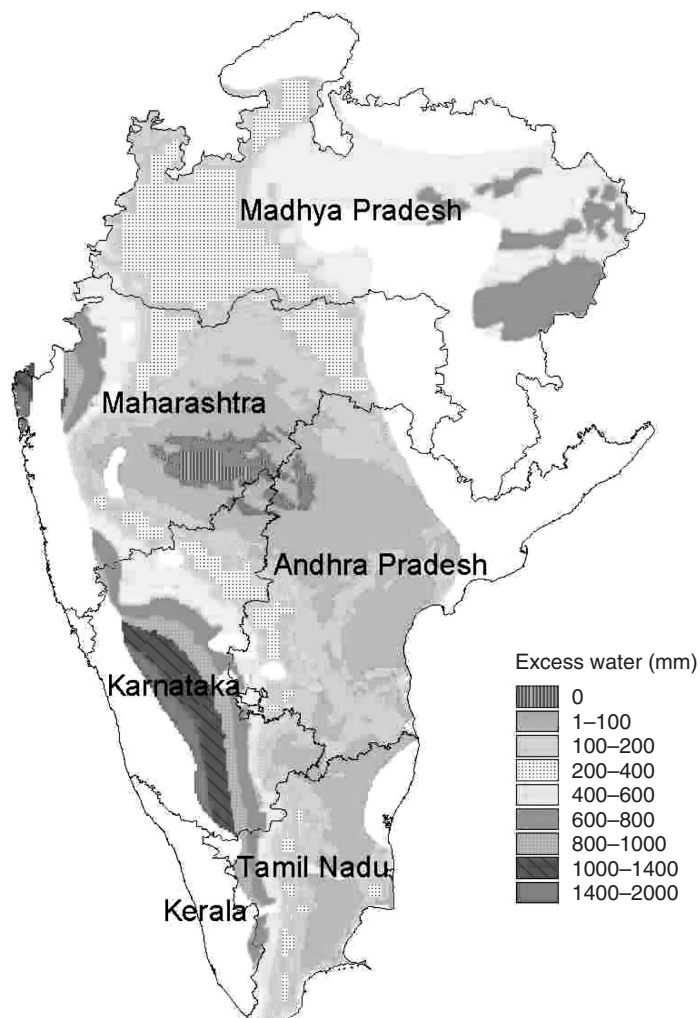 Madhya Pradesh
Maharashtra
Andhra Pradesh
Karnataka
Tamil Nadu
Kerala
Excess water (mm)
0
1–100
100–200
200–400
400–600
600–800
800–1000
1000–1400
1400–2000